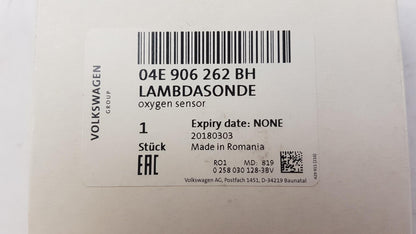 VOLKSWAGEN
GROUP
04E 906 262 BH
LAMBDASONDE
oxygen sensor
1
Stück
Expiry date: NONE
20180303
Made in Romania
EAC
RO1 MD: 819
0 258 030 128-3BV
Volkswagen AG, Postfach 1451, D-34219 Baunatal